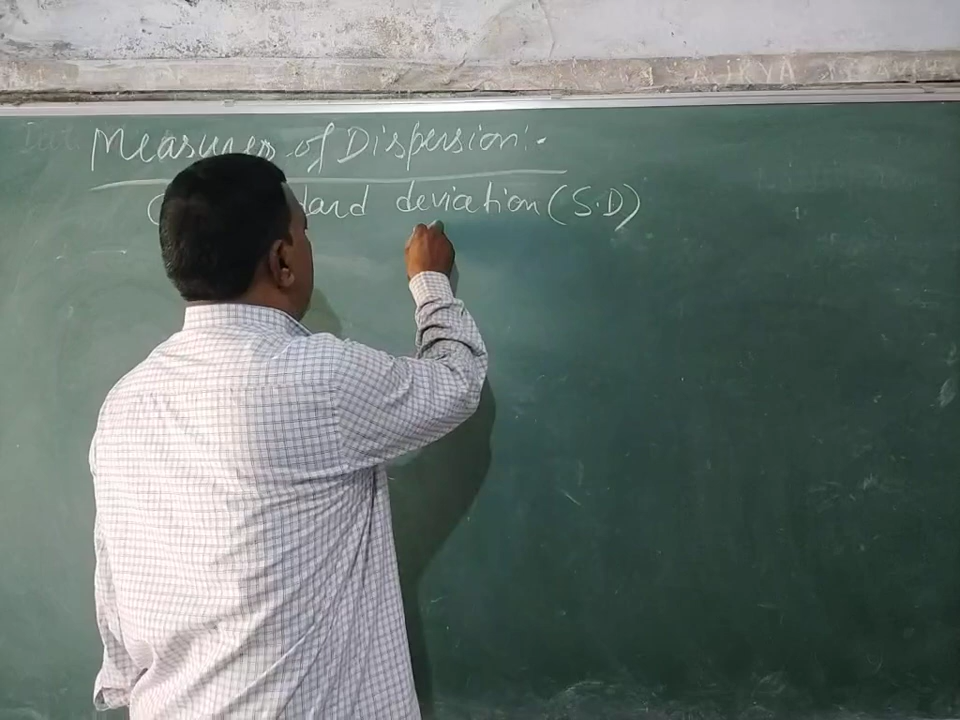 Measures of Dispersion:-
deviation (S.D)